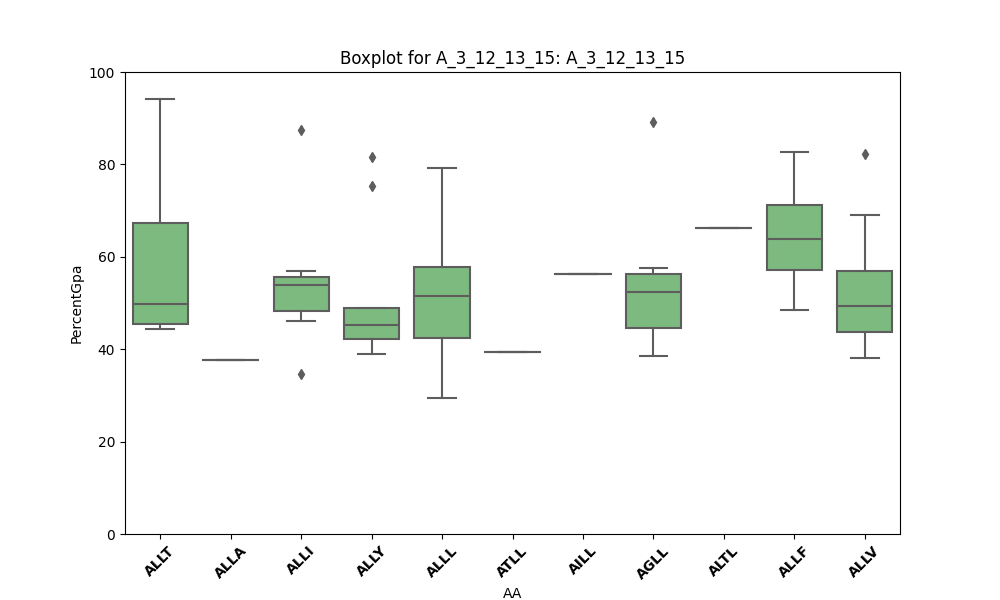 Boxplot for A_3_12_13_15: A_3_12_13_15
PercentGpa
100
80
60
40
20
0
ALLT ALLA ALLI ALLY ALLL ATLL AILL AGLL ALTL ALLF ALLV
AA